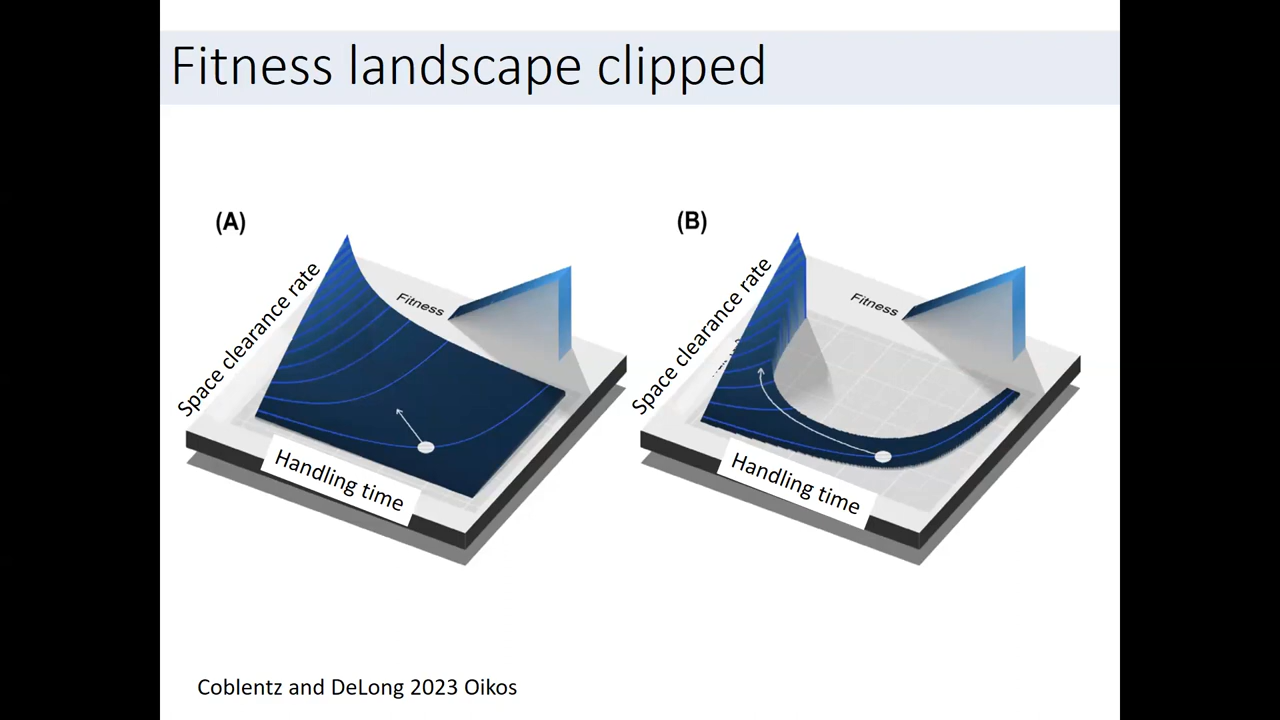 Fitness landscape clipped
(A)
Space clearance rate
Fitness
Handling time
(B)
Space clearance rate
Fitness
Handling time
Coblentz and DeLong 2023 Oikos